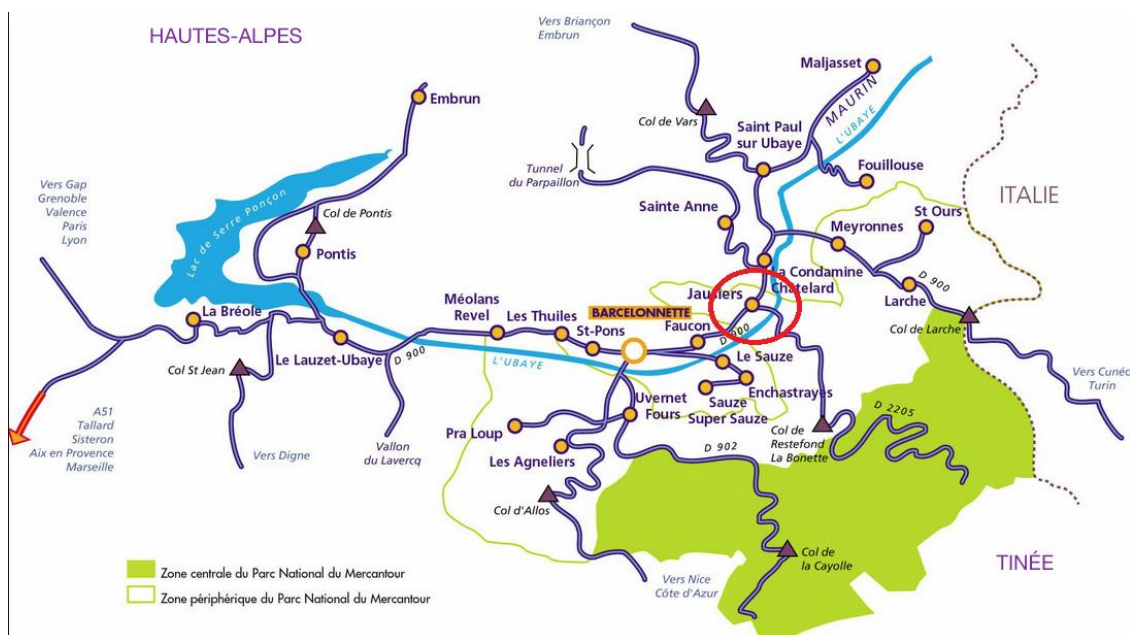 HAUTES-ALPES
Vers Briançon
Embrun
Maljasset
MAURIN
L'UBAYE
Embrun
Col de Vars
Saint Paul
sur Ubaye
Fouillouse
Tunnel
du Parpaillon
Vers Gap
Grenoble
Valence
Paris
Lyon
Lac de Serre Ponçon
Col de Pontis
Pontis
Sainte Anne
Meyronnes
St Ours
ITALIE
La Condamine
Chatelard
D 900
Larche
Col de Larche
Jausiers
La Bréole
Méolans
Revel
Les Thuiles
BARCELONNETTE
St-Pons
Faucon
D 900
Le Lauzet-Ubaye
D 900
L'UBAYE
Le Sauze
Enchastrayes
Sauze
Super Sauze
Col St Jean
Vers Cunéo
Turin
A51
Tallard
Sisteron
Aix en Provence
Marseille
Vers Digne
Vallon
du Lavercq
Uvernet
Fours
Pra Loup
Les Agneliers
D 902
Col de
Restefond
La Bonette
D 2205
Col d'Allos
Col de
la Cayolle
TINÉE
Vers Nice
Côte d'Azur
Zone centrale du Parc National du Mercantour
Zone périphérique du Parc National du Mercantour